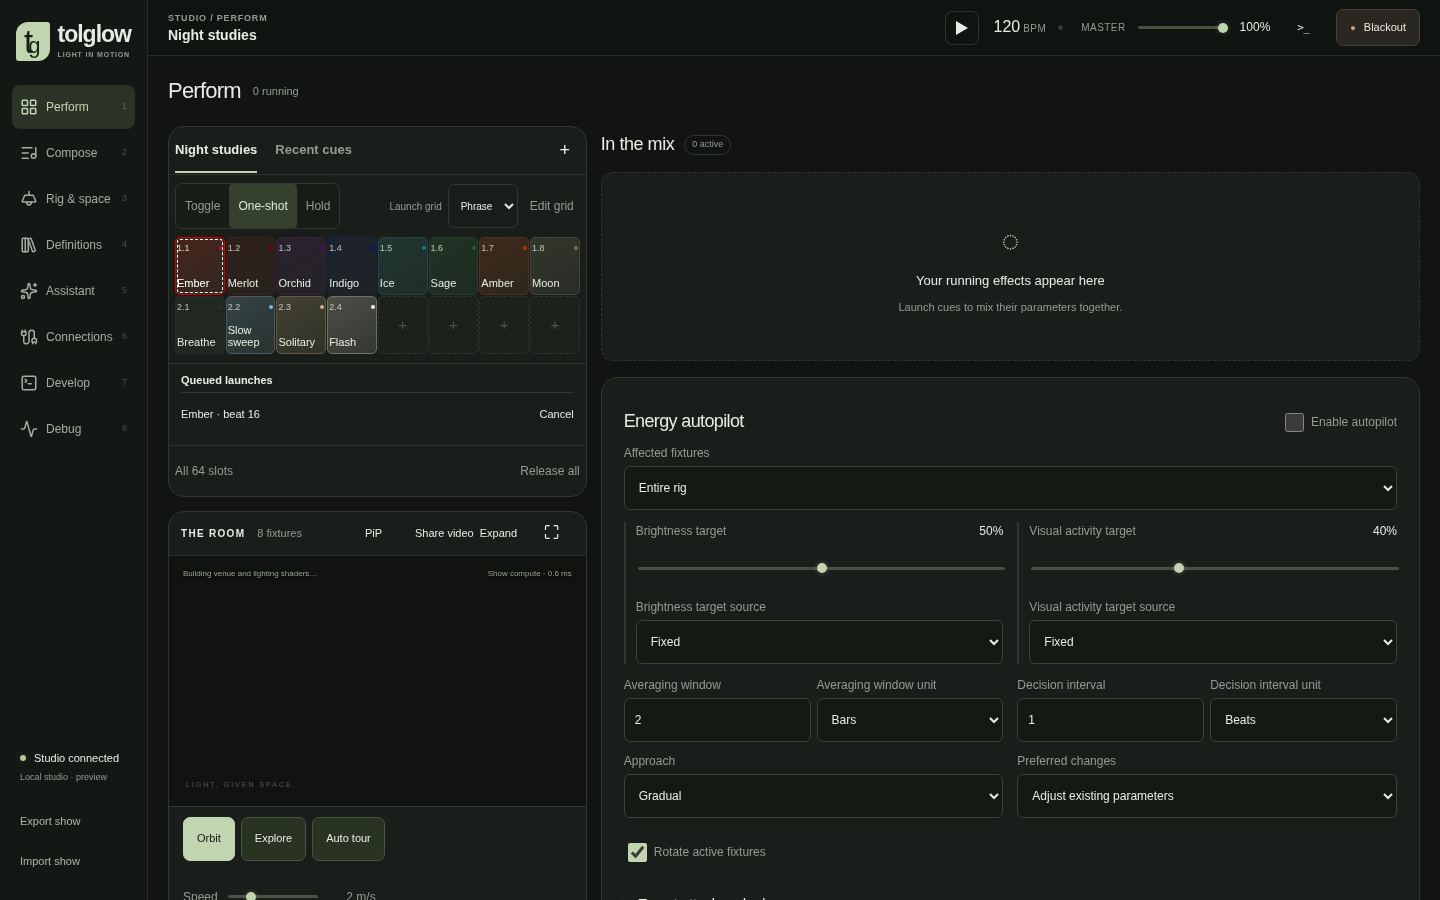 tg tolglow
LIGHT IN MOTION
Perform 1
Compose 2
Rig & space 3
Definitions 4
Assistant 5
Connections 6
Develop 7
Debug 8
Studio connected
Local studio · preview
Export show
Import show
STUDIO / PERFORM
Night studies
120 BPM
MASTER
100%
>_
Blackout
Perform 0 running
Night studies Recent cues +
Toggle One-shot Hold Launch grid Phrase Edit grid
1.1 1.2 1.3 1.4 1.5 1.6 1.7 1.8
Ember Merlot Orchid Indigo Ice Sage Amber Moon
2.1 2.2 2.3 2.4
Breathe Slow sweep Solitary Flash + + + +
Queued launches
Ember · beat 16 Cancel
All 64 slots Release all
THE ROOM 8 fixtures PiP Share video Expand
Building venue and lighting shaders... Show compute · 0.6 ms
LIGHT, GIVEN SPACE.
Orbit Explore Auto tour
Speed 2 m/s
In the mix 0 active
Your running effects appear here
Launch cues to mix their parameters together.
Energy autopilot Enable autopilot
Affected fixtures
Entire rig
Brightness target 50% Visual activity target 40%
Brightness target source Visual activity target source
Fixed Fixed
Averaging window Averaging window unit Decision interval Decision interval unit
2 Bars 1 Beats
Approach Preferred changes
Gradual Adjust existing parameters
Rotate active fixtures